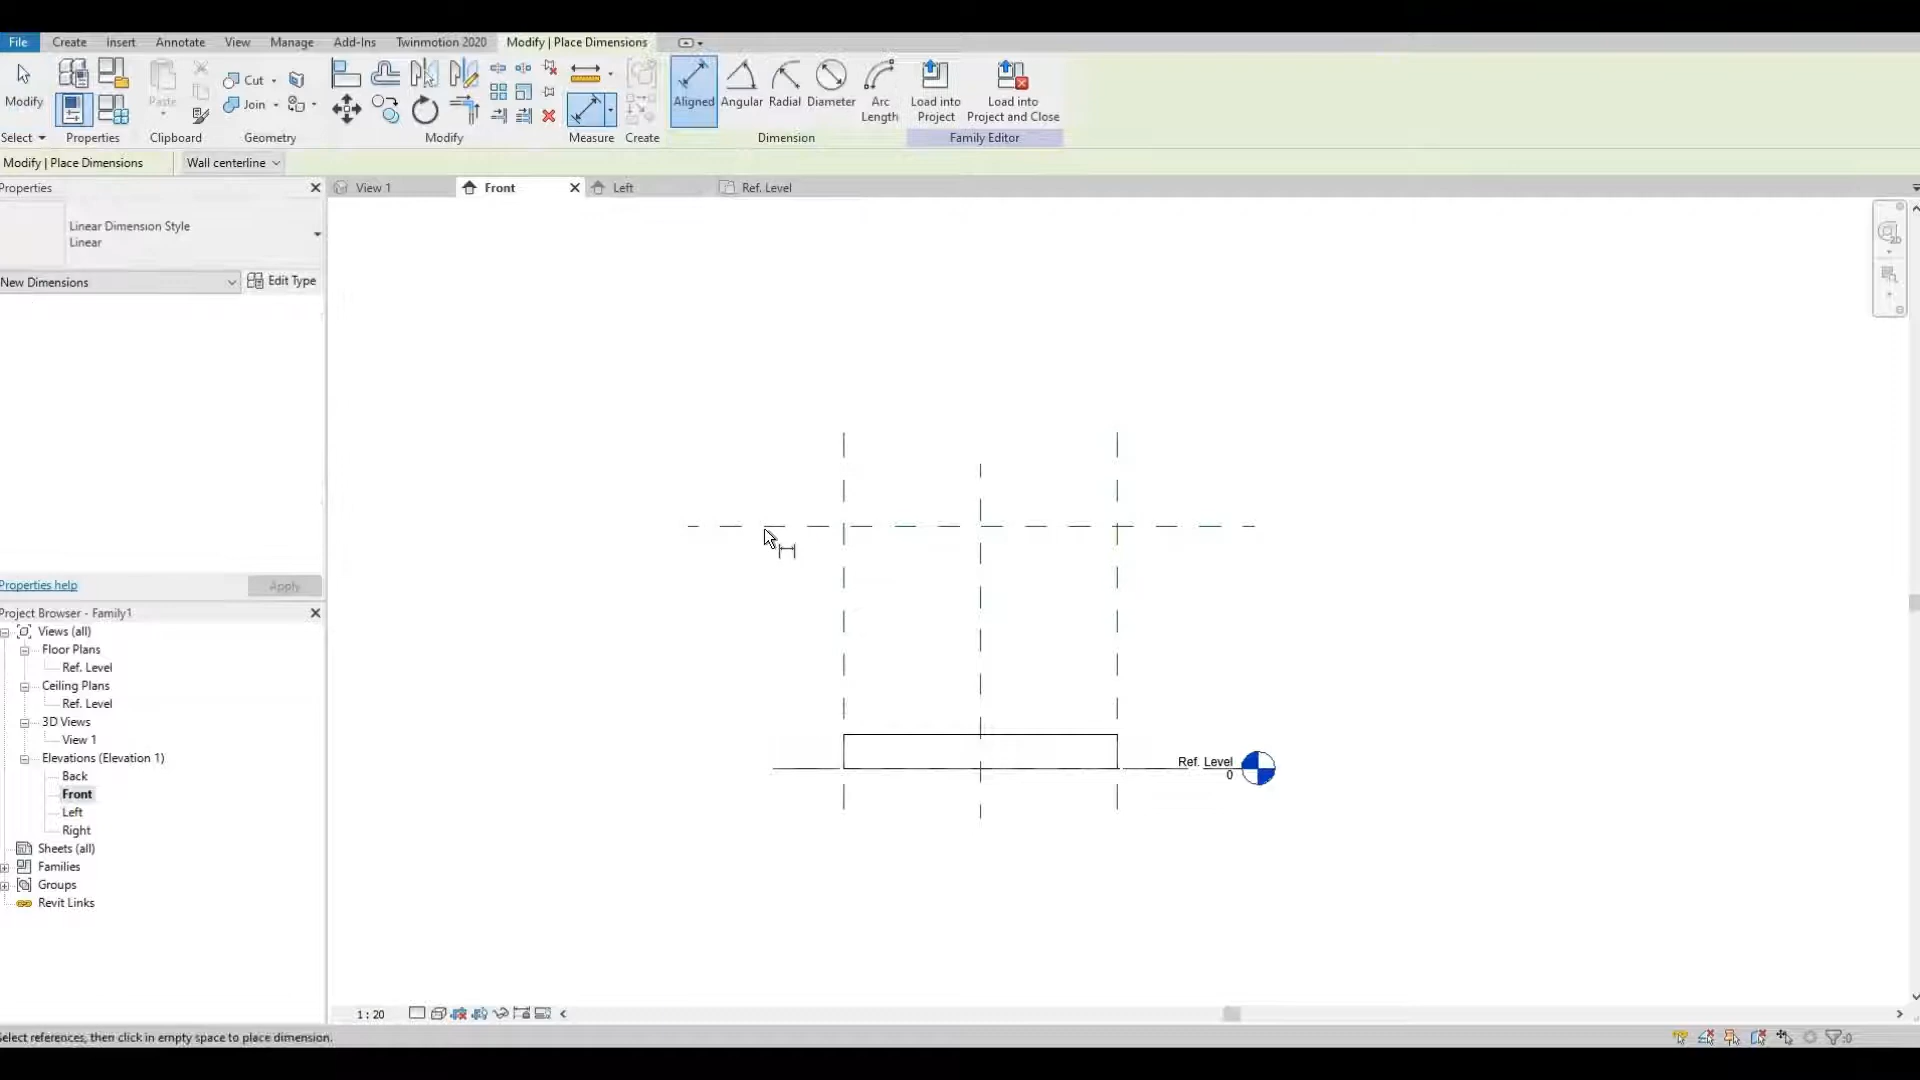 File Create Insert Annotate View Manage Add-Ins Twinmotion 2020 Modify | Place Dimensions
Modify Paste Cut Join Aligned Angular Radial Diameter Arc Length Load into Project Load into Project and Close
Select Properties Clipboard Geometry Modify Measure Create Dimension Family Editor
Modify | Place Dimensions Wall centerline
Properties
View 1 Front Left Ref. Level
Linear Dimension Style
Linear
New Dimensions Edit Type
Properties help Apply
Project Browser - Family1
Views (all)
Floor Plans
Ref. Level
Ceiling Plans
Ref. Level
3D Views
View 1
Elevations (Elevation 1)
Back
Front
Left
Right
Sheets (all)
Families
Groups
Revit Links
Ref. Level
0
2D
1 : 20
elect references, then click in empty space to place dimension.
:0